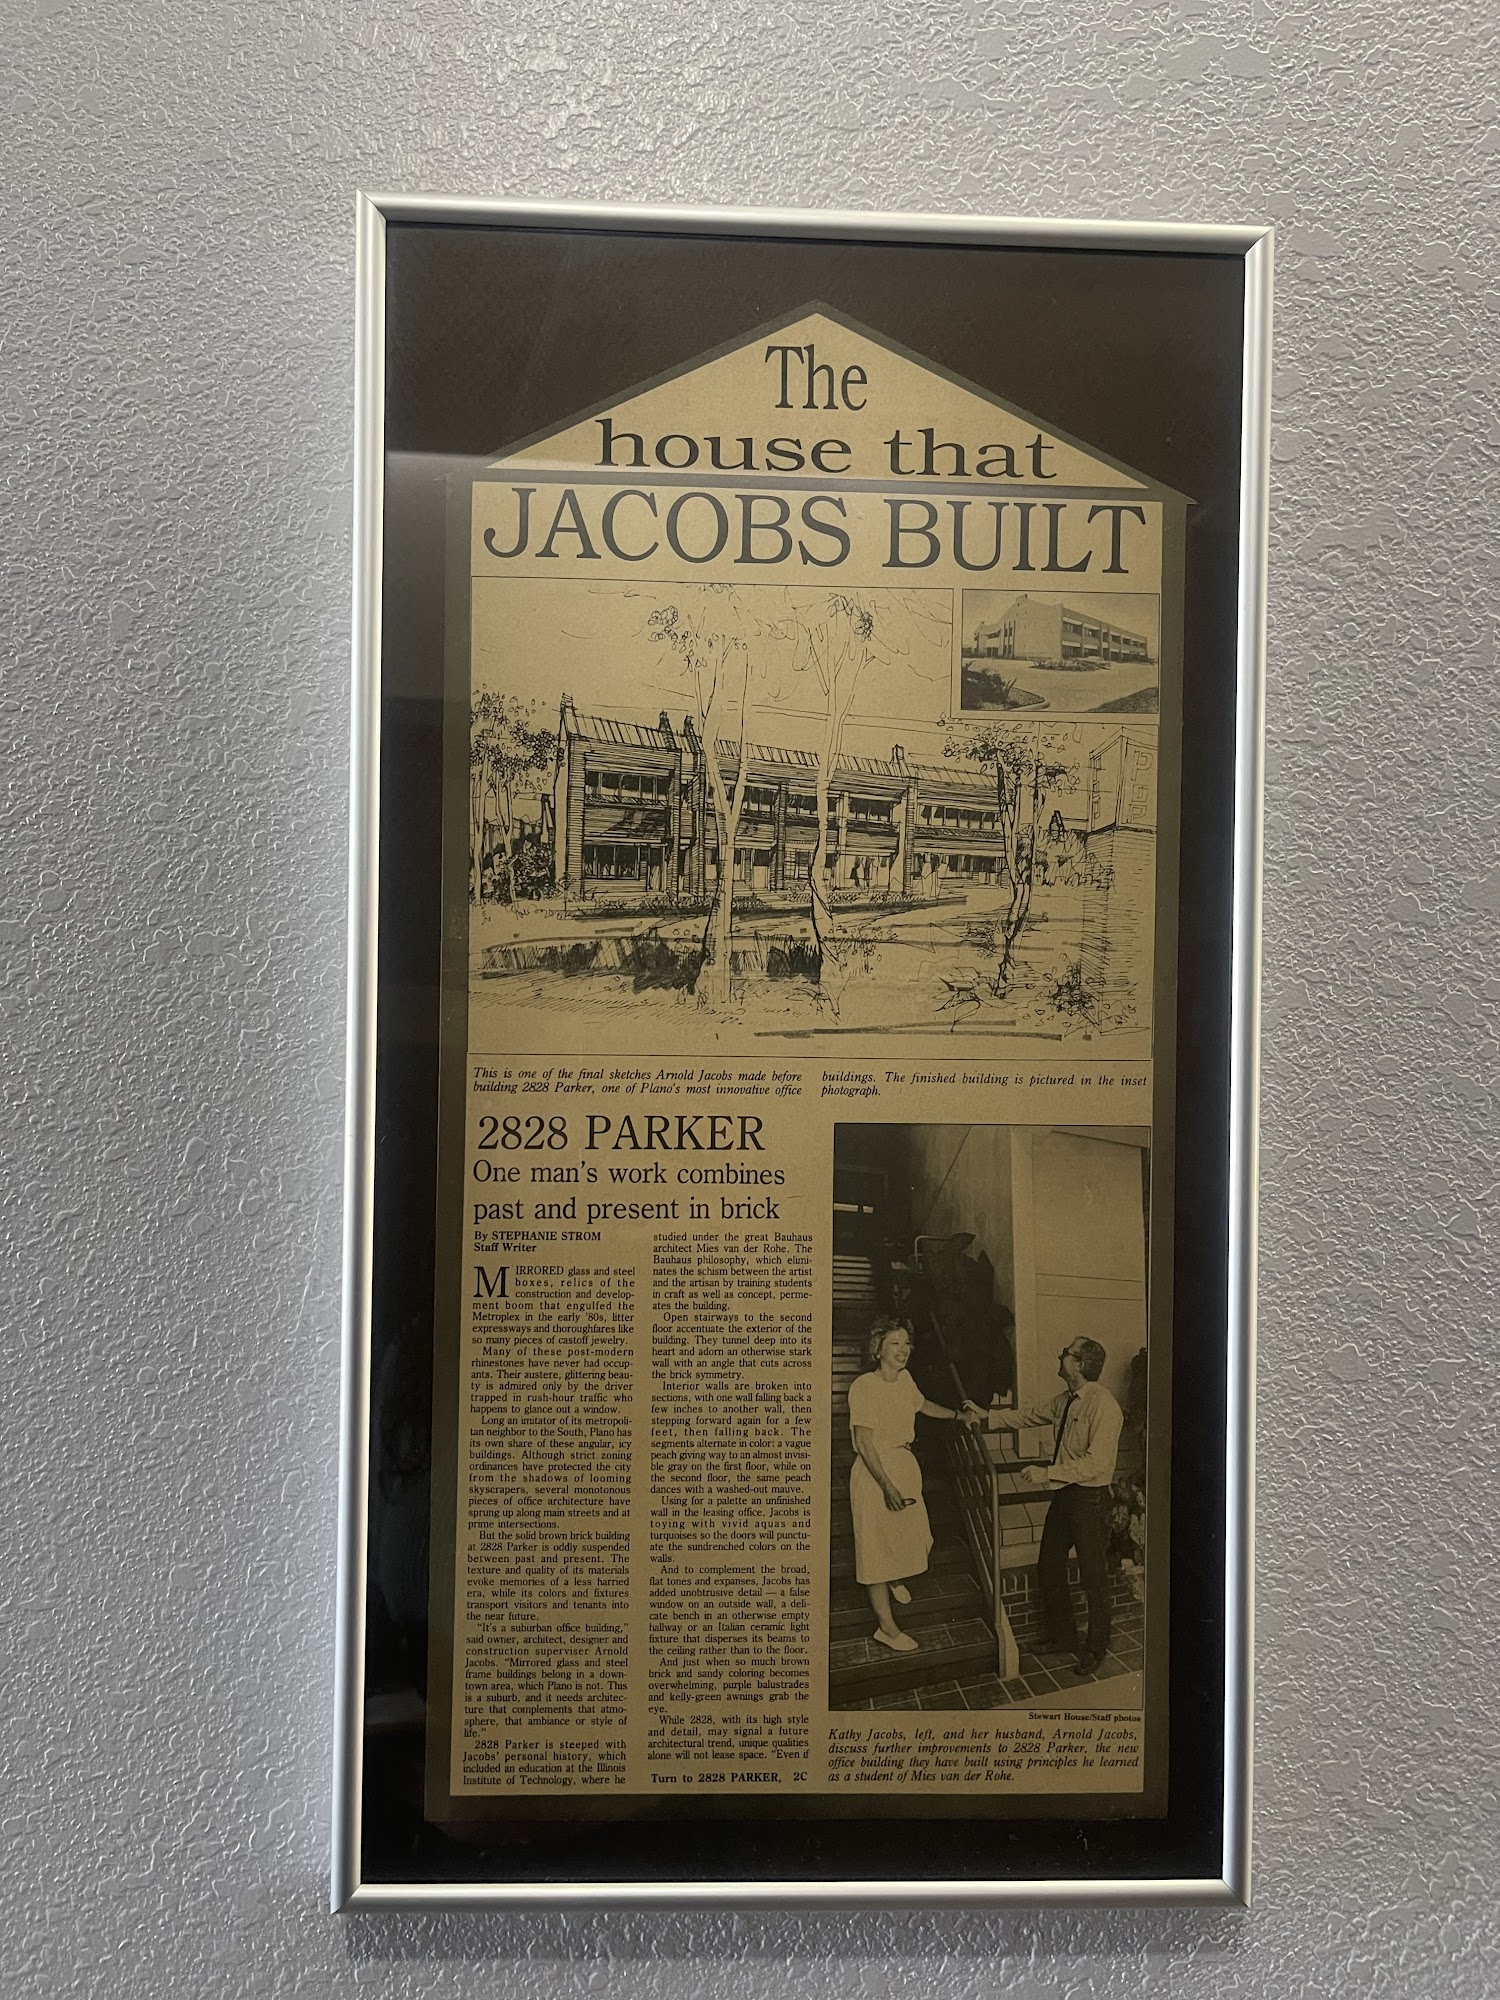 The
house that
JACOBS BUILT
This is one of the final sketches Arnold Jacobs made before
building 2828 Parker, one of Plano's most innovative office
buildings. The finished building is pictured in the inset
photograph.
2828 PARKER
One man's work combines
past and present in brick
By STEPHANIE STROM
Staff Writer
MIRRORED glass and steel
boxes, relics of the
construction and develop-
ment boom that engulfed the
Metroplex in the early '80s, litter
expressways and thoroughfares like
so many pieces of castoff jewelry.
Many of these post-modern
rhinestones have never had occup-
ants. Their austere, glittering beau-
ty is admired only by the driver
trapped in rush-hour traffic who
happens to glance out a window.
Long an imitator of its metropoli-
tan neighbor to the South, Plano has
its own share of these angular, icy
buildings. Although strict zoning
ordinances have protected the city
from the shadows of looming
skyscrapers, several monotonous
pieces of office architecture have
sprung up along main streets and at
prime intersections.
But the solid brown brick building
at 2828 Parker is oddly suspended
between past and present. The
texture and quality of its materials
evoke memories of a less harried
era, while its colors and fixtures
transport visitors and tenants into
the near future.
"It's a suburban office building,"
said owner, architect, designer and
construction supervisor Arnold
Jacobs. "Mirrored glass and steel
frame buildings belong in a down-
town area, which Plano is not. This
is a suburb, and it needs architec-
ture that complements that atmo-
sphere, that ambiance or style of
life."
2828 Parker is steeped with
Jacobs' personal history, which
included an education at the Illinois
Institute of Technology, where he
studied under the great Bauhaus
architect Mies van der Rohe. The
Bauhaus philosophy, which elimi-
nates the schism between the artist
and the artisan by training students
in craft as well as concept, perme-
ates the building.
Open stairways to the second
floor accentuate the exterior of the
building. They tunnel deep into its
heart and adorn an otherwise stark
wall with an angle that cuts across
the brick symmetry.
Interior walls are broken into
sections, with one wall falling back a
few inches to another wall, then
stepping forward again for a few
feet, then falling back. The
segments alternate in color: a vague
peach giving way to an almost invisi-
ble gray on the first floor, while on
the second floor, the same peach
dances with a washed-out mauve.
Using for a palette an unfinished
wall in the leasing office, Jacobs is
toying with vivid aquas and
turquoises so the doors will punctu-
ate the sundrenched colors on the
walls.
And to complement the broad,
flat tones and expanses, Jacobs has
added unobtrusive detail — a false
window on an outside wall, a deli-
cate bench in an otherwise empty
hallway or an Italian ceramic light
fixture that disperses its beams to
the ceiling rather than to the floor.
And just when so much brown
brick and sandy coloring becomes
overwhelming, purple balustrades
and kelly-green awnings grab the
eye.
While 2828, with its high style
and detail, may signal a future
architectural trend, unique qualities
alone will not lease space. "Even if
Turn to 2828 PARKER, 2C
Stewart House/Staff photos
Kathy Jacobs, left, and her husband, Arnold Jacobs,
discuss further improvements to 2828 Parker, the new
office building they have built using principles he learned
as a student of Mies van der Rohe.